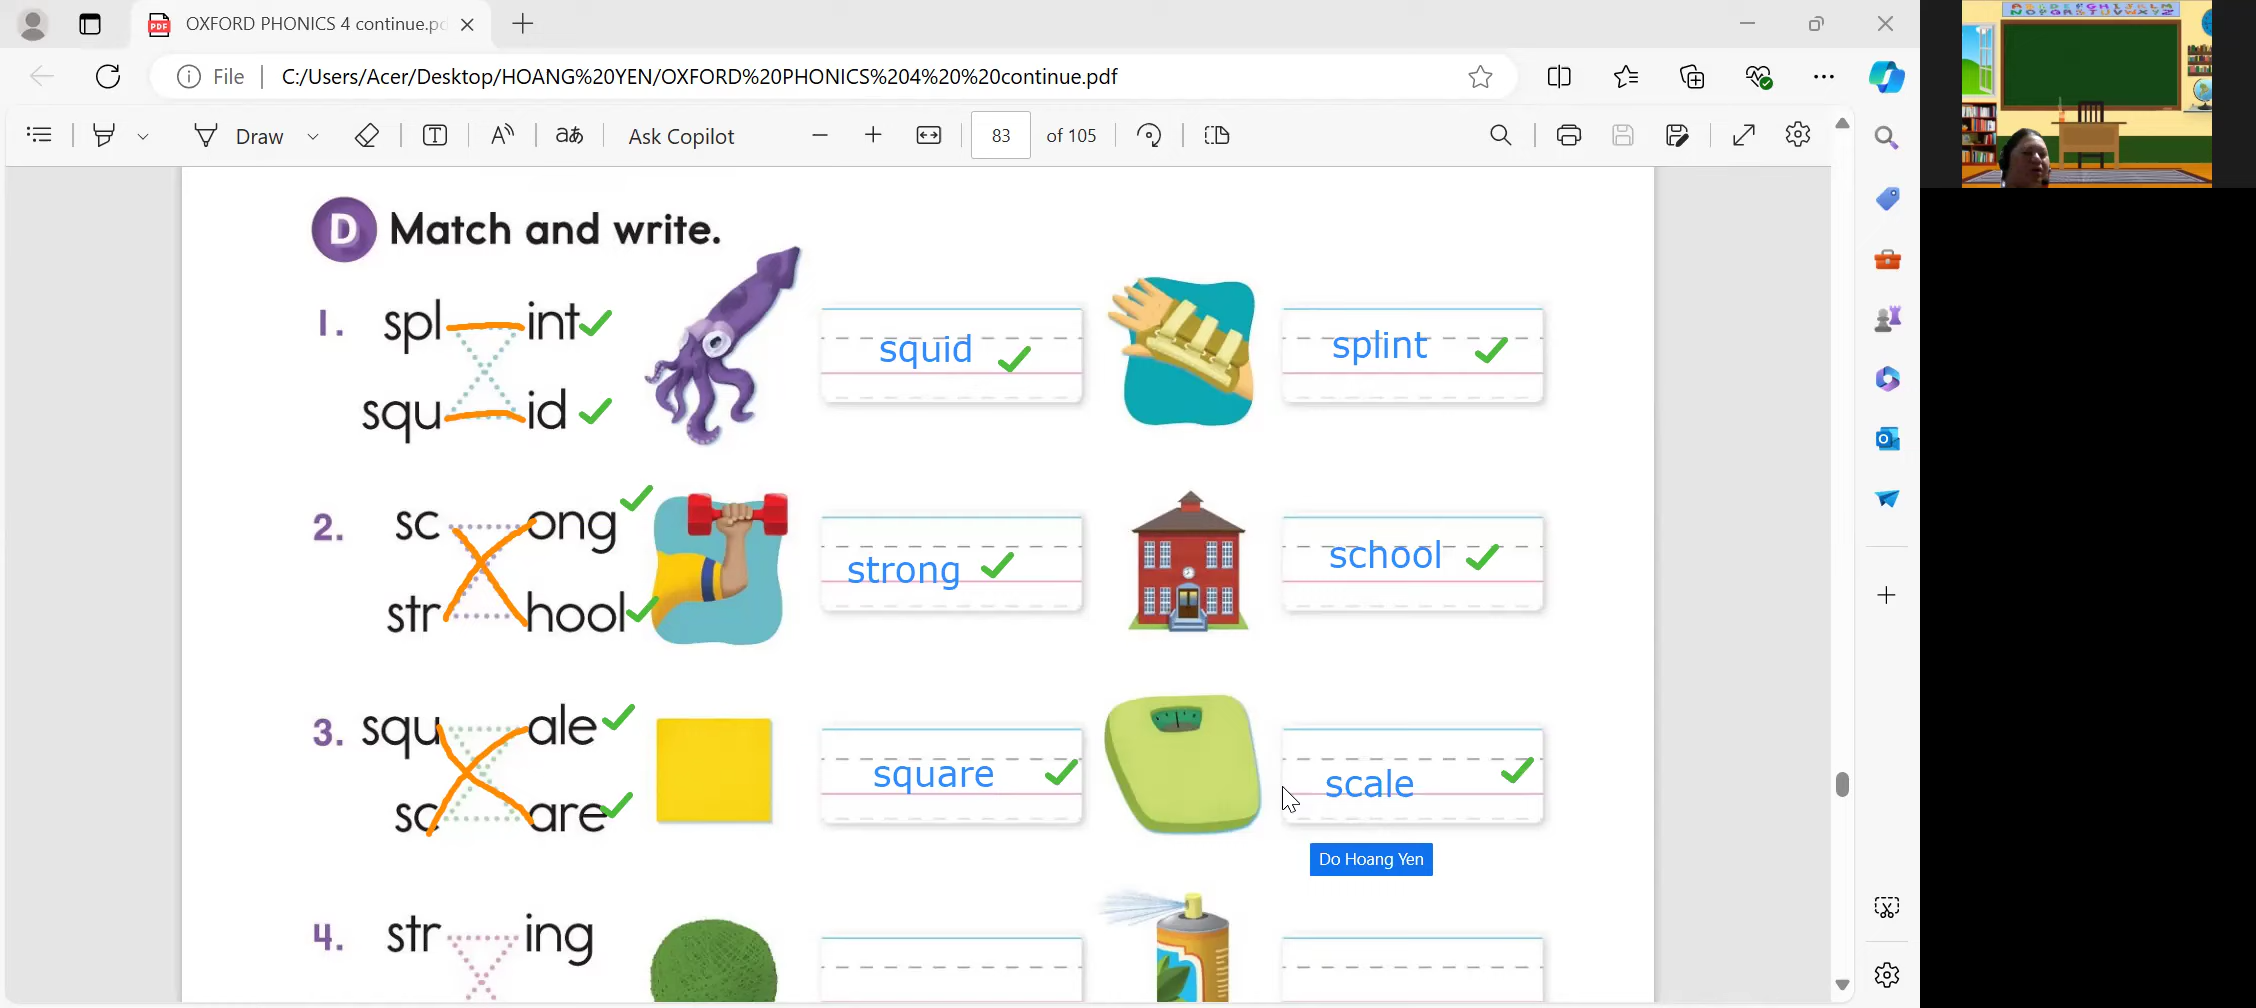 OXFORD PHONICS 4 continue.pd
File C:/Users/Acer/Desktop/HOANG%20YEN/OXFORD%20PHONICS%204%20%20continue.pdf
Draw Ask Copilot 83 of 105
D Match and write.
1. spl int squid splint
squ id
2. sc ong strong school
str hool
3. squ ale square scale
sc are
Do Hoang Yen
4. str ing